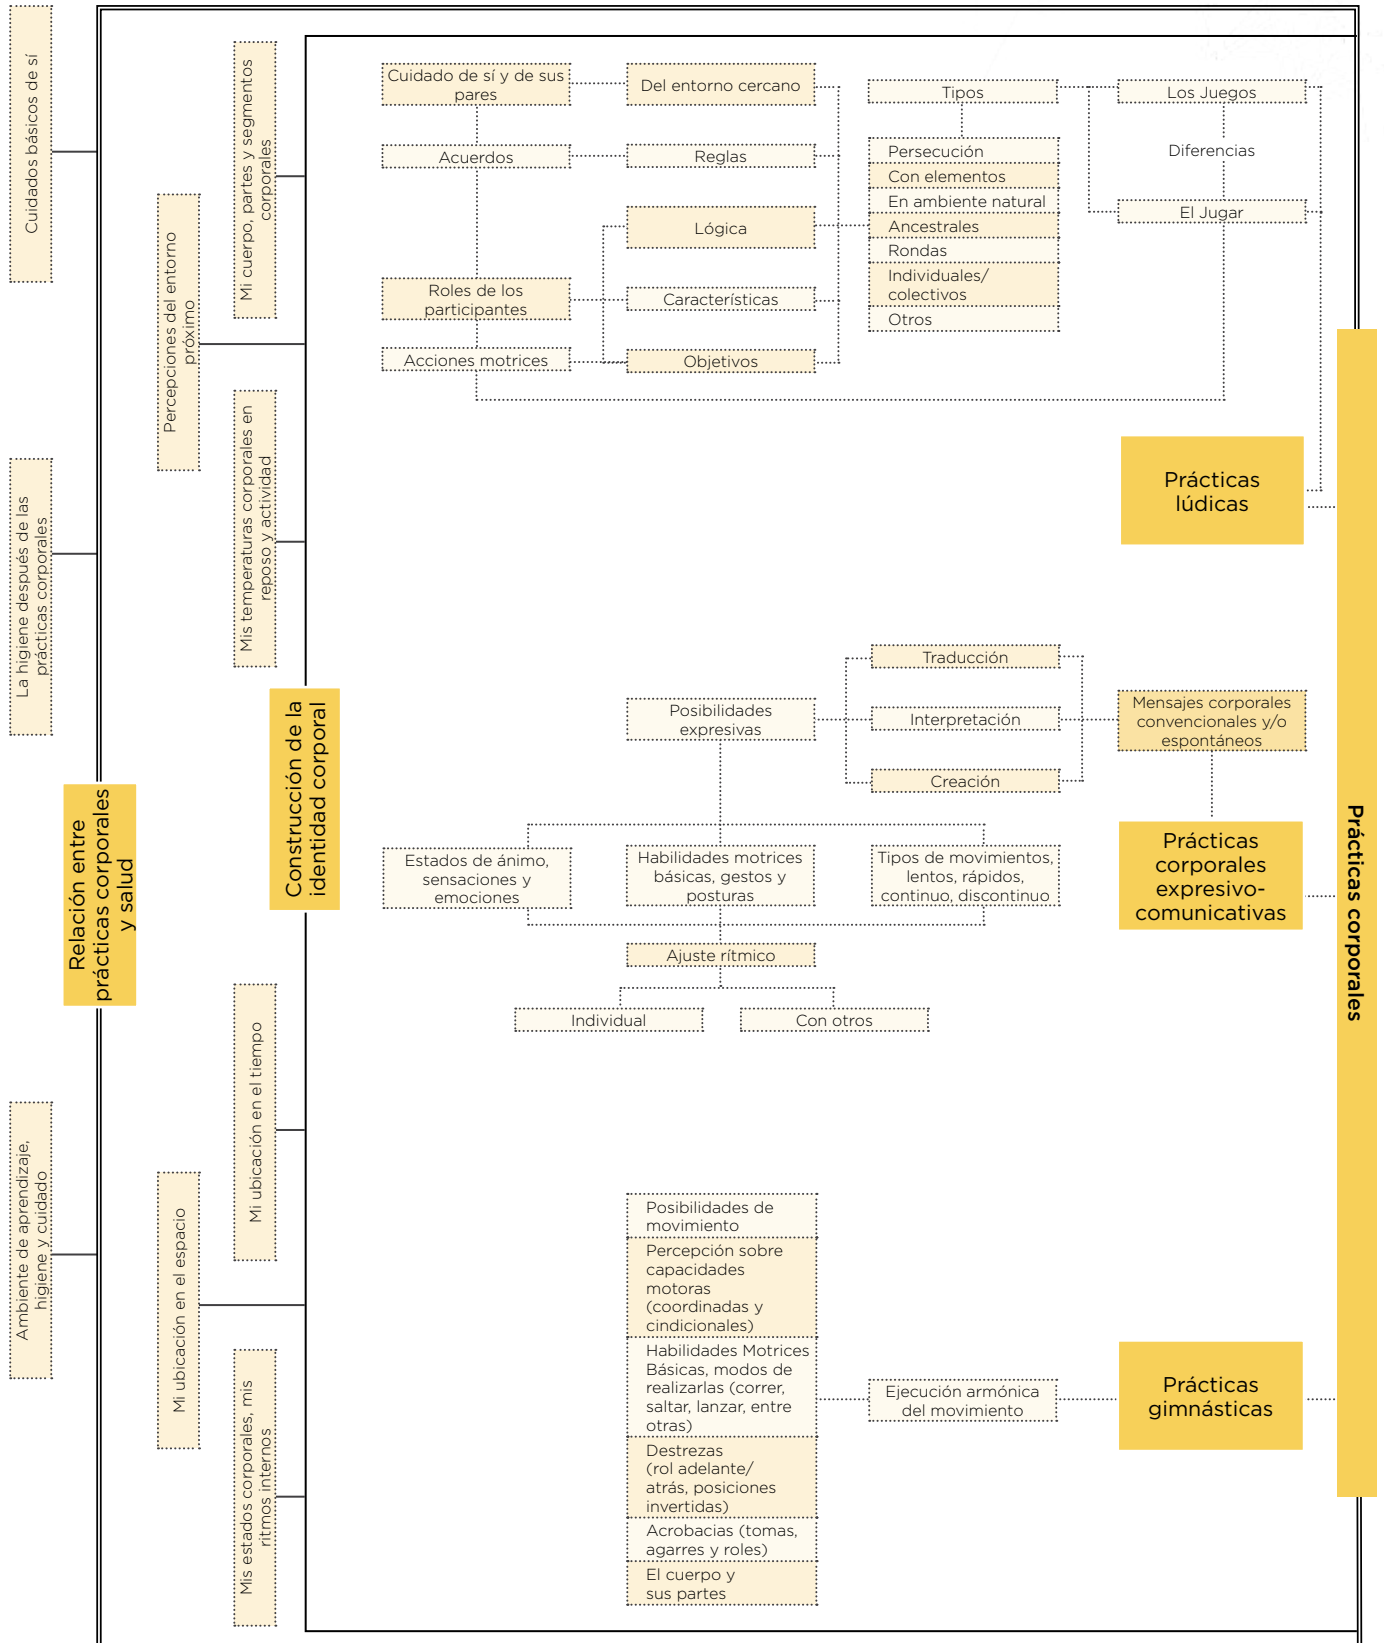 Cuidados básicos de sí
La higiene después de las
prácticas corporales
Ambiente de aprendizaje,
higiene y cuidado
Relación entre
prácticas corporales
y salud
Percepciones del entorno
próximo
Mi ubicación en el espacio
Mi cuerpo, partes y segmentos
corporales
Mis temperaturas corporales en
reposo y actividad
Mi ubicación en el tiempo
Mis estados corporales, mis
ritmos internos
Construcción de la
identidad corporal
Cuidado de sí y de sus
pares
Del entorno cercano
Tipos
Los Juegos
Acuerdos
Reglas
Persecución
Con elementos
En ambiente natural
Ancestrales
Rondas
Individuales/
colectivos
Otros
Diferencias
El Jugar
Lógica
Roles de los
participantes
Características
Acciones motrices
Objetivos
Prácticas
lúdicas
Traducción
Posibilidades
expresivas
Interpretación
Mensajes corporales
convencionales y/o
espontáneos
Creación
Estados de ánimo,
sensaciones y
emociones
Habilidades motrices
básicas, gestos y
posturas
Tipos de movimientos,
lentos, rápidos,
continuo, discontinuo
Prácticas
corporales
expresivo-
comunicativas
Ajuste rítmico
Individual
Con otros
Posibilidades de
movimiento
Percepción sobre
capacidades
motoras
(coordinadas y
cindicionales)
Habilidades Motrices
Básicas, modos de
realizarlas (correr,
saltar, lanzar, entre
otras)
Destrezas
(rol adelante/
atrás, posiciones
invertidas)
Acrobacias (tomas,
agarres y roles)
El cuerpo y
sus partes
Ejecución armónica
del movimiento
Prácticas
gimnásticas
Prácticas corporales